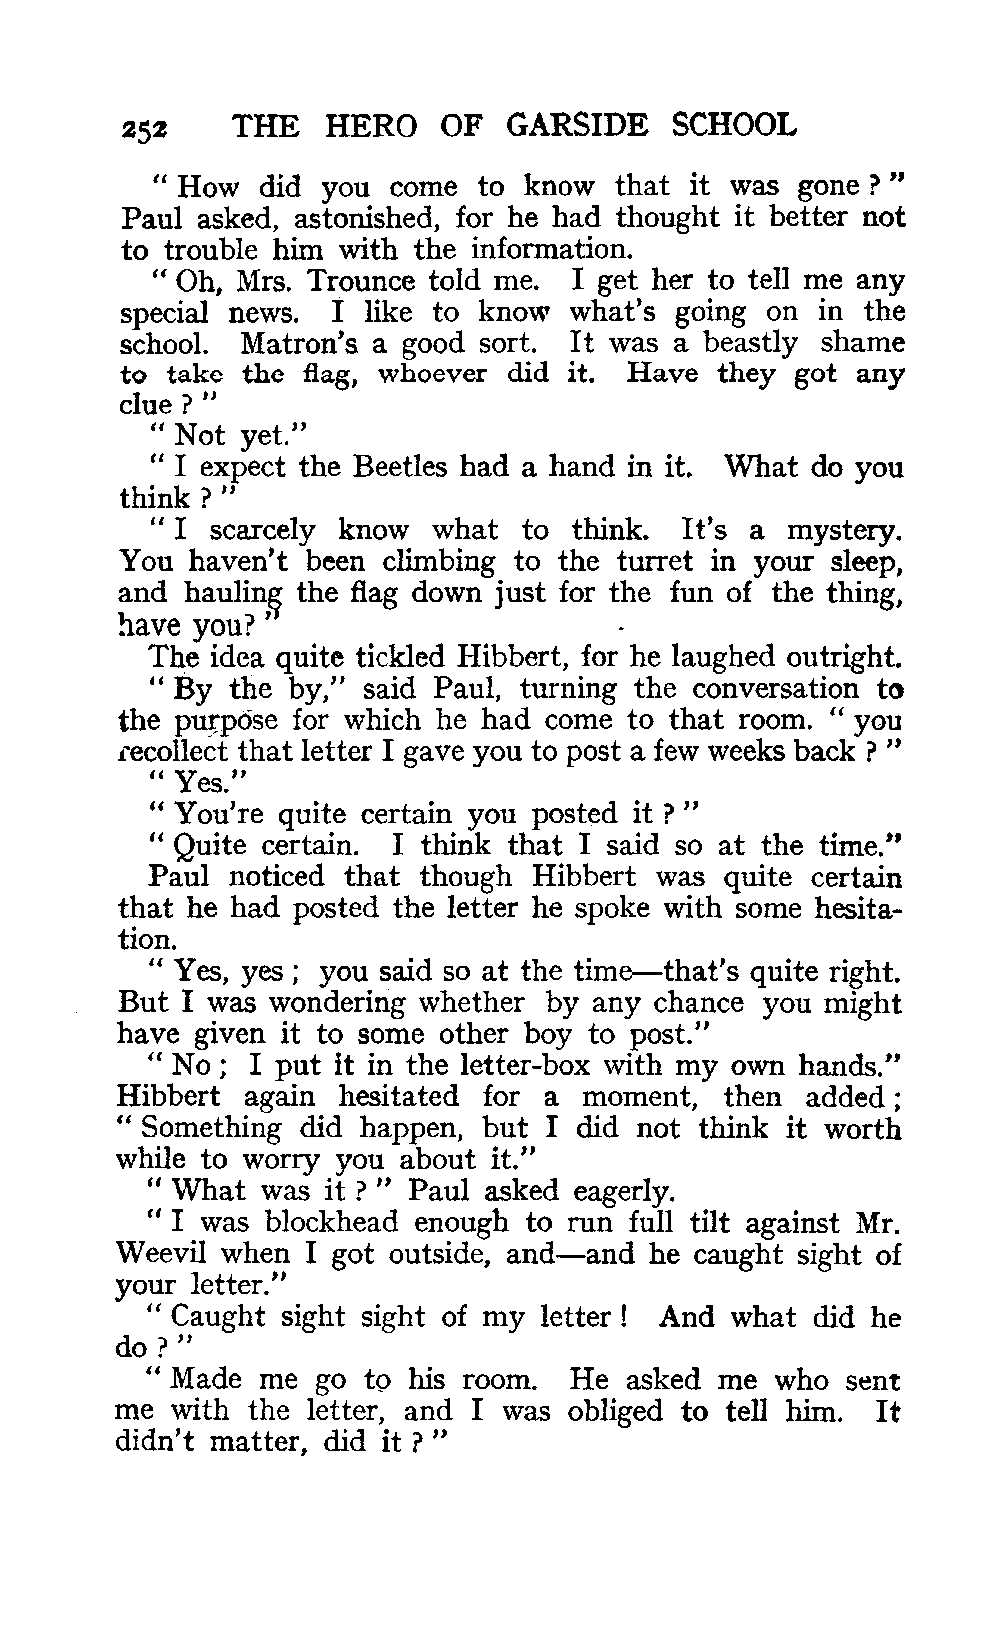 252 THE HERO OF GARSIDE SCHOOL
“ How did you come to know that it was gone ? ”
Paul asked, astonished, for he had thought it better not
to trouble him with the information.
“ Oh, Mrs. Trounce told me. I get her to tell me any
special news. I like to know what's going on in the
school. Matron's a good sort. It was a beastly shame
to take the flag, whoever did it. Have they got any
clue ? ”
“ Not yet.”
“ I expect the Beetles had a hand in it. What do you
think ? ”
“ I scarcely know what to think. It's a mystery.
You haven't been climbing to the turret in your sleep,
and hauling the flag down just for the fun of the thing,
have you? ”
The idea quite tickled Hibbert, for he laughed outright.
“ By the by,” said Paul, turning the conversation to
the purpose for which he had come to that room. “ you
recollect that letter I gave you to post a few weeks back ? ”
“ Yes.”
“ You're quite certain you posted it ? ”
“ Quite certain. I think that I said so at the time.”
Paul noticed that though Hibbert was quite certain
that he had posted the letter he spoke with some hesita-
tion.
“ Yes, yes ; you said so at the time—that's quite right.
But I was wondering whether by any chance you might
have given it to some other boy to post.”
“ No ; I put it in the letter-box with my own hands.”
Hibbert again hesitated for a moment, then added ;
“ Something did happen, but I did not think it worth
while to worry you about it.”
“ What was it ? ” Paul asked eagerly.
“ I was blockhead enough to run full tilt against Mr.
Weevil when I got outside, and—and he caught sight of
your letter.”
“ Caught sight sight of my letter ! And what did he
do ? ”
“ Made me go to his room. He asked me who sent
me with the letter, and I was obliged to tell him. It
didn't matter, did it ? ”